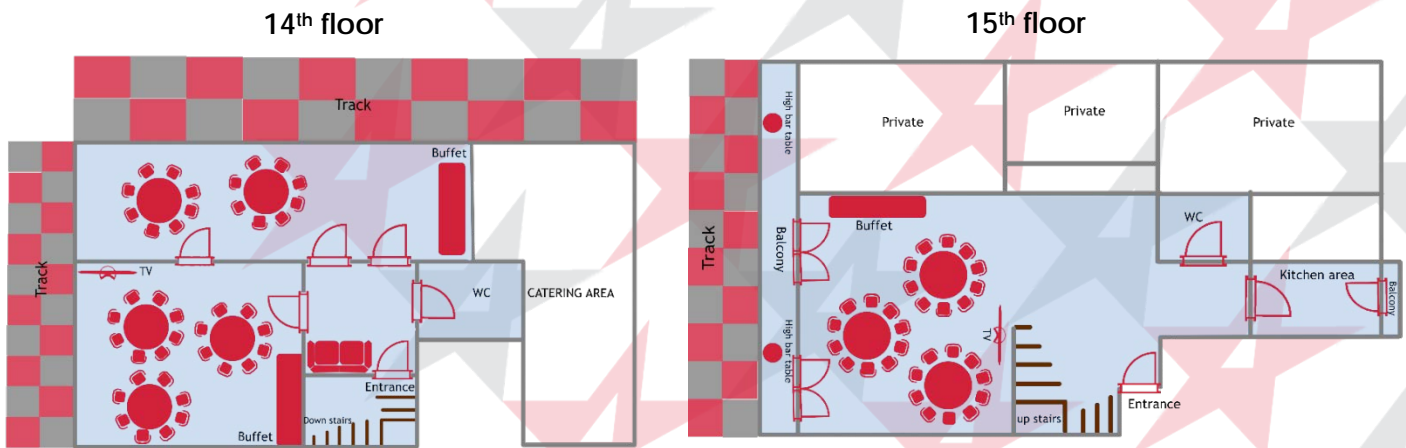 14th floor
Track
Track
Buffet
TV
WC
CATERING AREA
Entrance
Down stairs
Buffet
15th floor
Track
High bar table
Private
Private
Private
Buffet
WC
Balcony
Kitchen area
Balcony
High bar table
TV
up stairs
Entrance